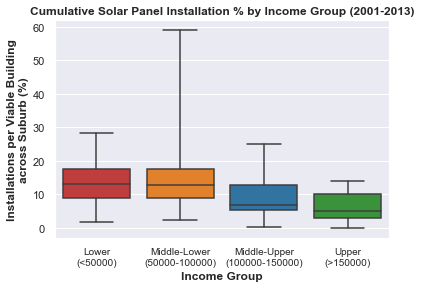 Cumulative Solar Panel Installation % by Income Group (2001-2013)
Installations per Viable Building
across Suburb (%)
60
50
40
30
20
10
0
Lower
(<50000)
Middle-Lower
(50000-100000)
Middle-Upper
(100000-150000)
Upper
(>150000)
Income Group